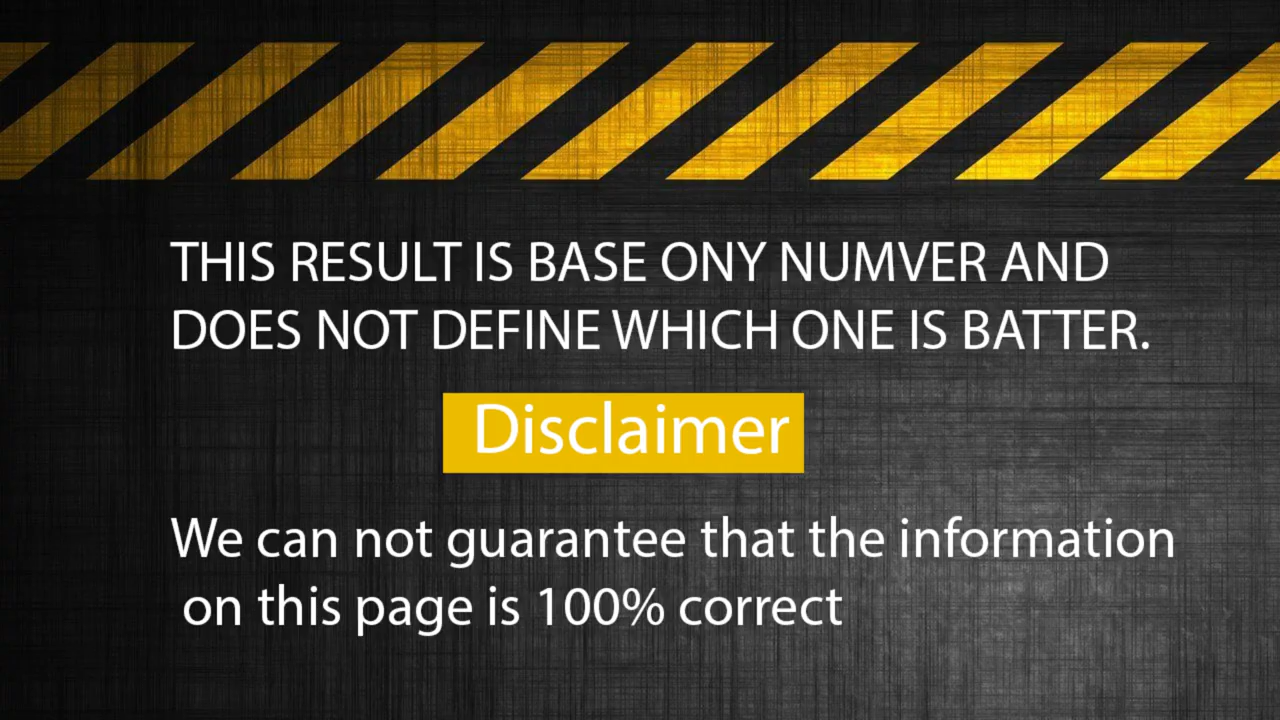 THIS RESULT IS BASE ONY NUMVER AND
DOES NOT DEFINE WHICH ONE IS BATTER.
Disclaimer
We can not guarantee that the information
on this page is 100% correct